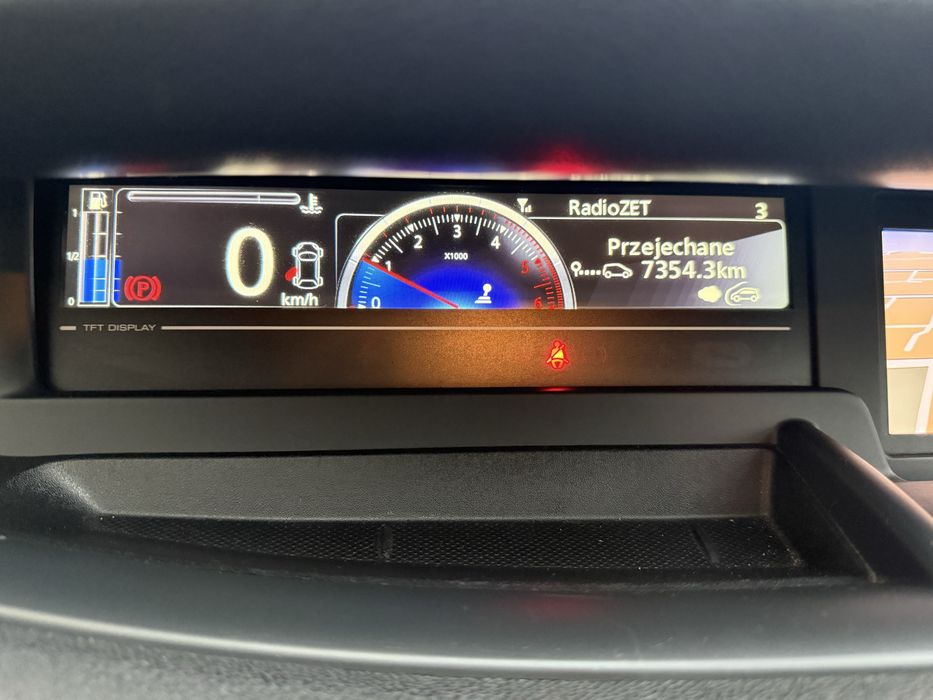 RadioZET 3
1
1/2
0
P
0
km/h
0
1
2
3
4
5
6
X1000
Przejechane
7354.3km
TFT DISPLAY